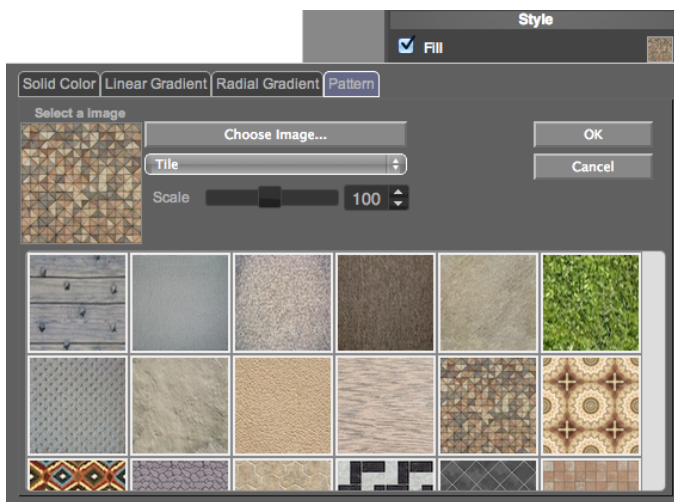 Style
Fill
Solid Color Linear Gradient Radial Gradient Pattern
Select a image
Choose Image...
OK
Tile
Cancel
Scale
100